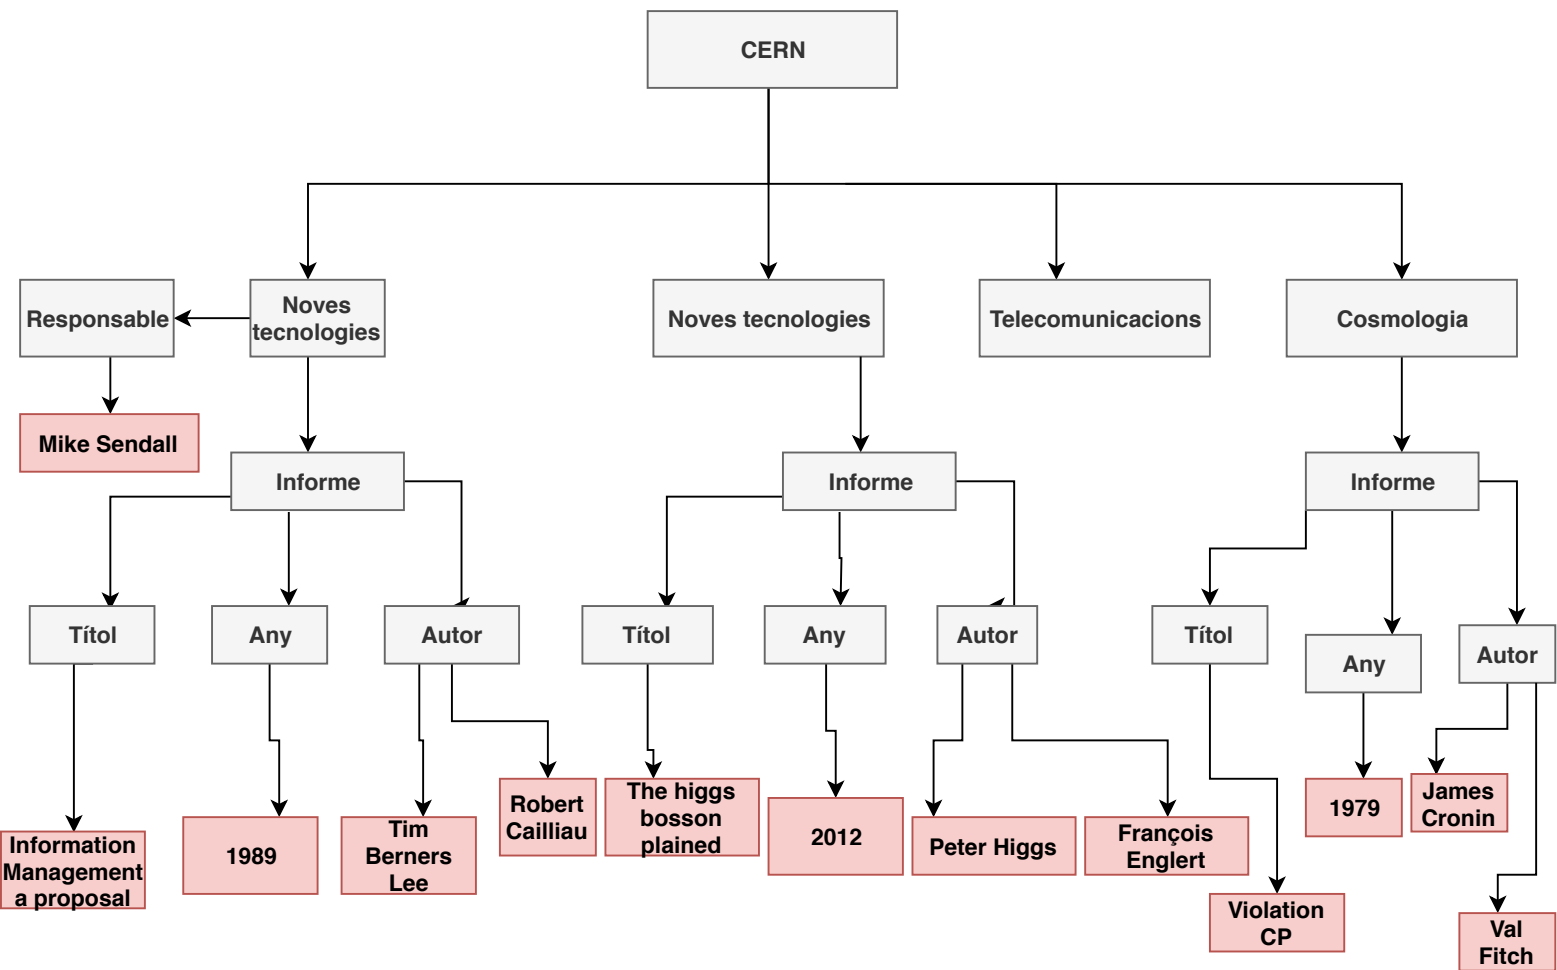 CERN
Responsable
Noves
tecnologies
Noves tecnologies
Telecomunicacions
Cosmologia
Mike Sendall
Informe
Informe
Informe
Títol
Any
Autor
Títol
Any
Autor
Títol
Any
Autor
Information
Management
a proposal
1989
Tim
Berners
Lee
Robert
Cailliau
The higgs
bosson
plained
2012
Peter Higgs
François
Englert
Violation
CP
1979
James
Cronin
Val
Fitch